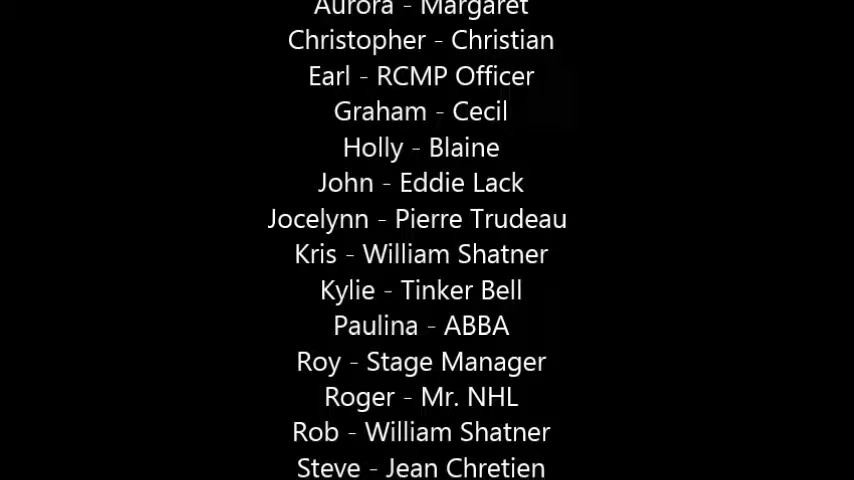 Aurora - Margaret
Christopher - Christian
Earl - RCMP Officer
Graham - Cecil
Holly - Blaine
John - Eddie Lack
Jocelynn - Pierre Trudeau
Kris - William Shatner
Kylie - Tinker Bell
Paulina - ABBA
Roy - Stage Manager
Roger - Mr. NHL
Rob - William Shatner
Steve - Jean Chretien